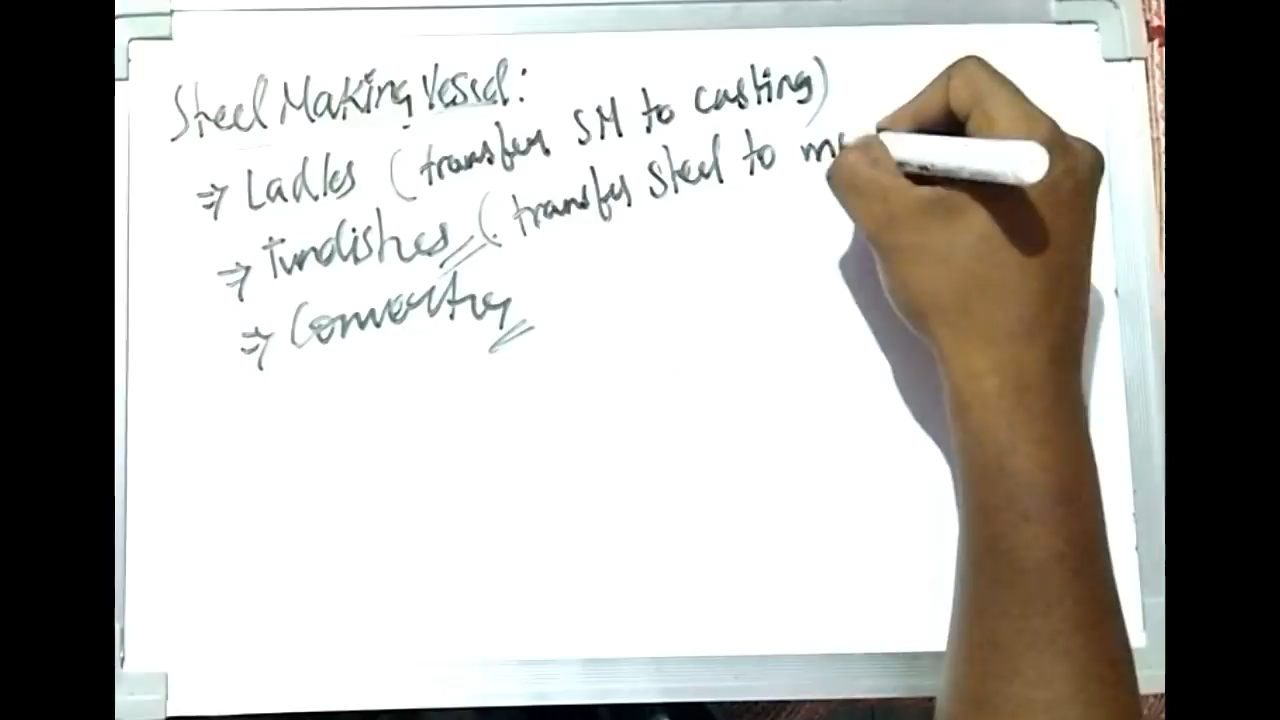 Steel Making Vessel:
⇒ Ladles (transfer SM to casting)
⇒ Tundishes (transfer steel to
⇒ Converter